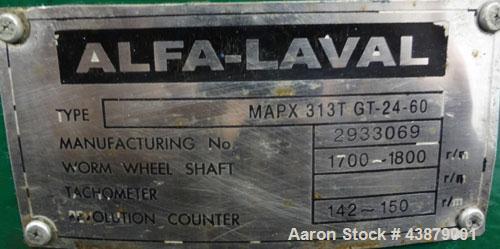 ALFA-LAVAL
TYPE MAPX 313T GT-24-60
MANUFACTURING No 2933069
WORM WHEEL SHAFT 1700~1800 r/m
TACHOMETER r/m
REVOLUTION COUNTER 142~150 r/m
Aaron Stock # 43879001